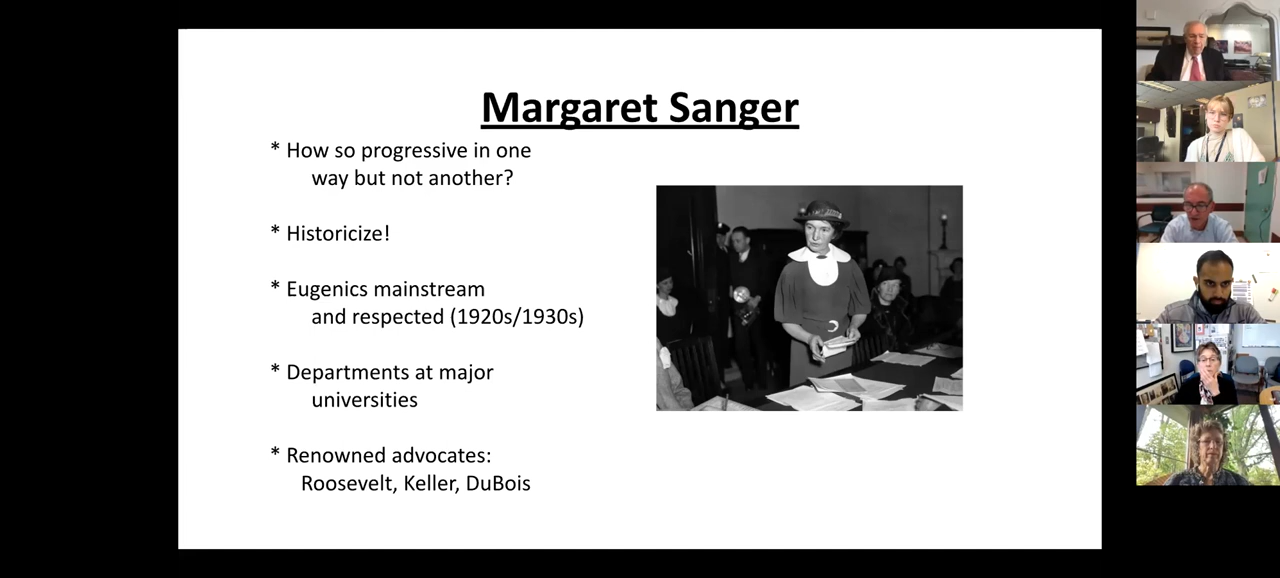 Margaret Sanger
* How so progressive in one
way but not another?
* Historicize!
* Eugenics mainstream
and respected (1920s/1930s)
* Departments at major
universities
* Renowned advocates:
Roosevelt, Keller, DuBois